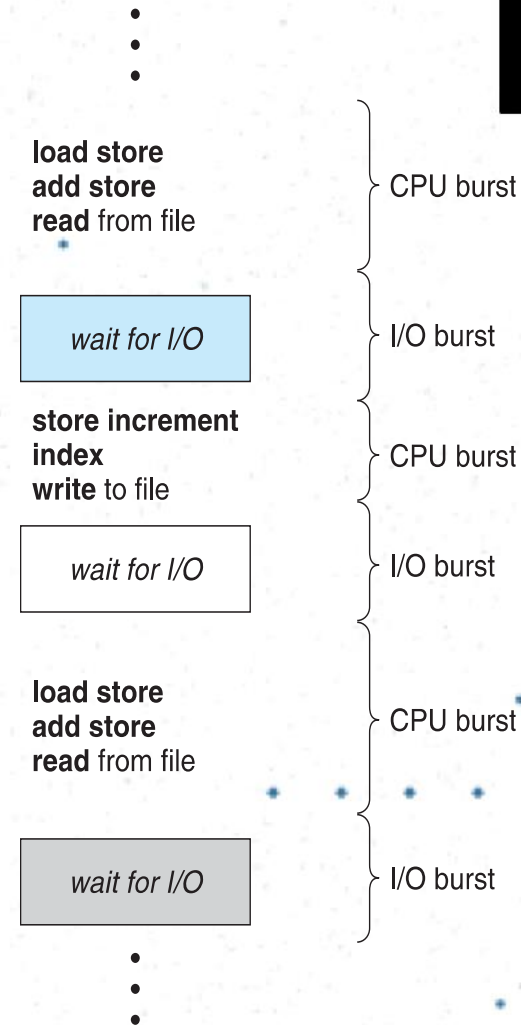 load store
add store
read from file
CPU burst
wait for I/O
I/O burst
store increment
index
write to file
CPU burst
wait for I/O
I/O burst
load store
add store
read from file
CPU burst
wait for I/O
I/O burst